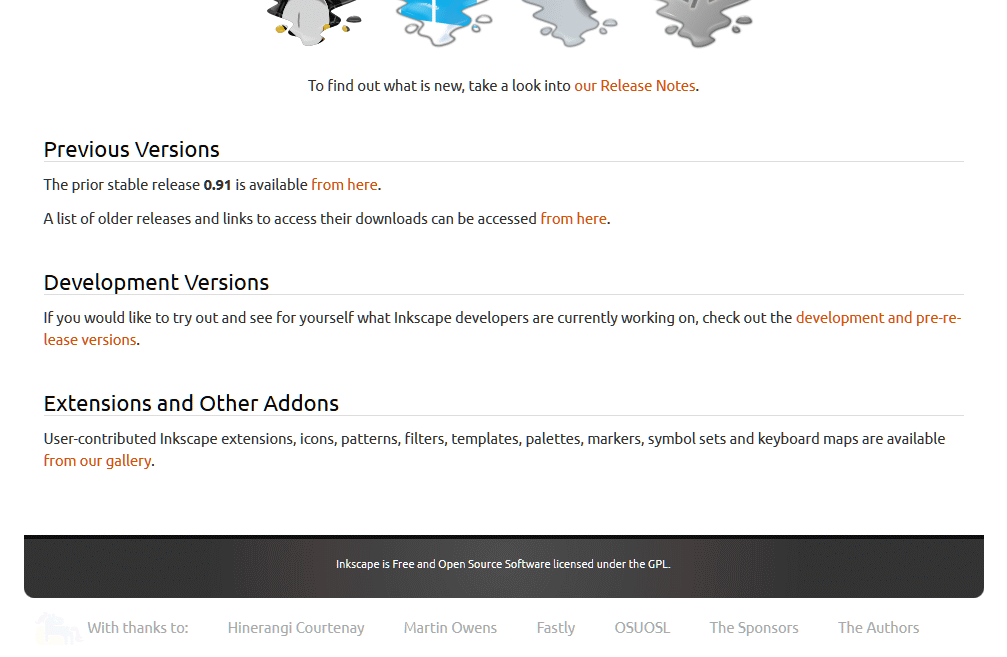 To find out what is new, take a look into our Release Notes.
Previous Versions
The prior stable release 0.91 is available from here.
A list of older releases and links to access their downloads can be accessed from here.
Development Versions
If you would like to try out and see for yourself what Inkscape developers are currently working on, check out the development and pre-re-
lease versions.
Extensions and Other Addons
User-contributed Inkscape extensions, icons, patterns, filters, templates, palettes, markers, symbol sets and keyboard maps are available
from our gallery.
Inkscape is Free and Open Source Software licensed under the GPL.
With thanks to: Hinerangi Courtenay Martin Owens Fastly OSUOSL The Sponsors The Authors